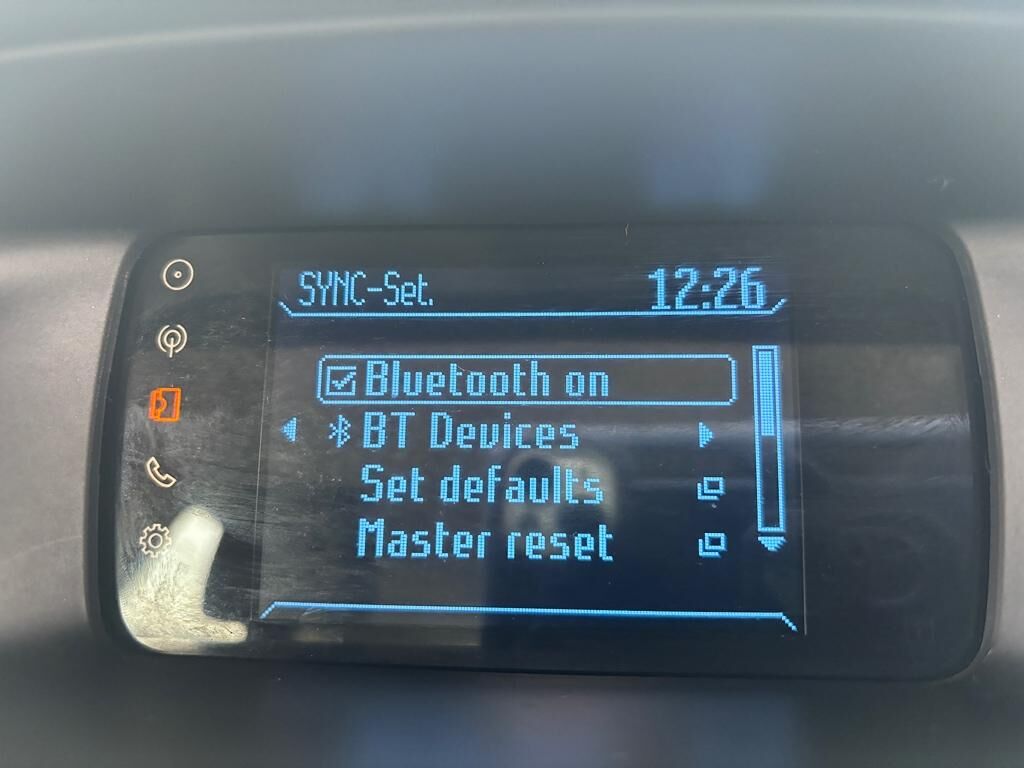 SYNC-Set. 12:26
Bluetooth on
BT Devices
Set defaults
Master reset